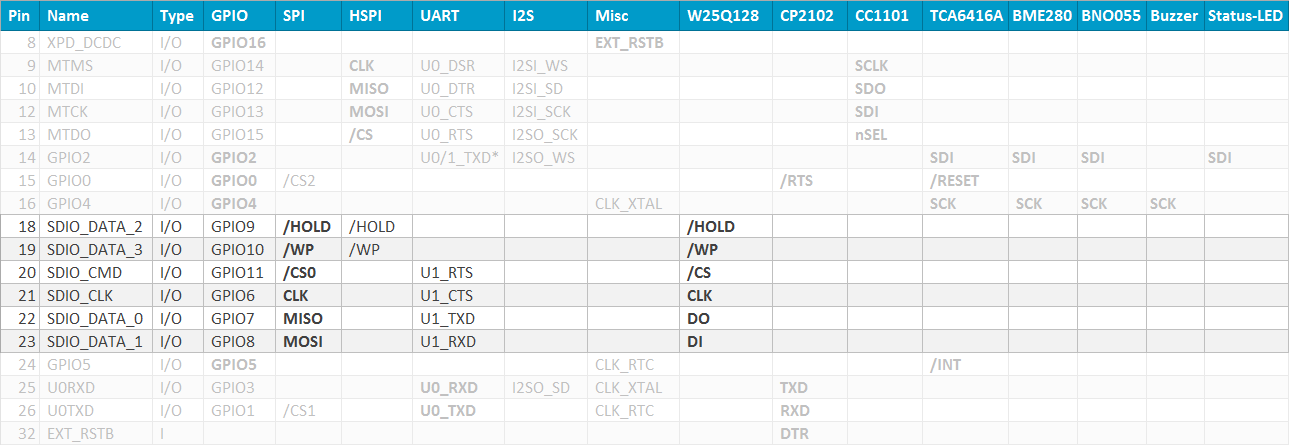 Pin Name Type GPIO SPI HSPI UART I2S Misc W25Q128 CP2102 CC1101 TCA6416A BME280 BNO055 Buzzer Status-LED
8 XPD_DCDC I/O GPIO16 EXT_RSTB
9 MTMS I/O GPIO14 CLK U0_DSR I2SI_WS SCLK
10 MTDI I/O GPIO12 MISO U0_DTR I2SI_SD SDO
12 MTCK I/O GPIO13 MOSI U0_CTS I2SI_SCK SDI
13 MTDO I/O GPIO15 /CS U0_RTS I2SO_SCK nSEL
14 GPIO2 I/O GPIO2 U0/1_TXD* I2SO_WS SDI SDI SDI SDI
15 GPIO0 I/O GPIO0 /CS2 /RTS /RESET
16 GPIO4 I/O GPIO4 CLK_XTAL SCK SCK SCK SCK
18 SDIO_DATA_2 I/O GPIO9 /HOLD /HOLD /HOLD
19 SDIO_DATA_3 I/O GPIO10 /WP /WP /WP
20 SDIO_CMD I/O GPIO11 /CS0 U1_RTS /CS
21 SDIO_CLK I/O GPIO6 CLK U1_CTS CLK
22 SDIO_DATA_0 I/O GPIO7 MISO U1_TXD DO
23 SDIO_DATA_1 I/O GPIO8 MOSI U1_RXD DI
24 GPIO5 I/O GPIO5 CLK_RTC /INT
25 U0RXD I/O GPIO3 U0_RXD I2SO_SD CLK_XTAL TXD
26 U0TXD I/O GPIO1 /CS1 U0_TXD CLK_RTC RXD
32 EXT_RSTB I DTR